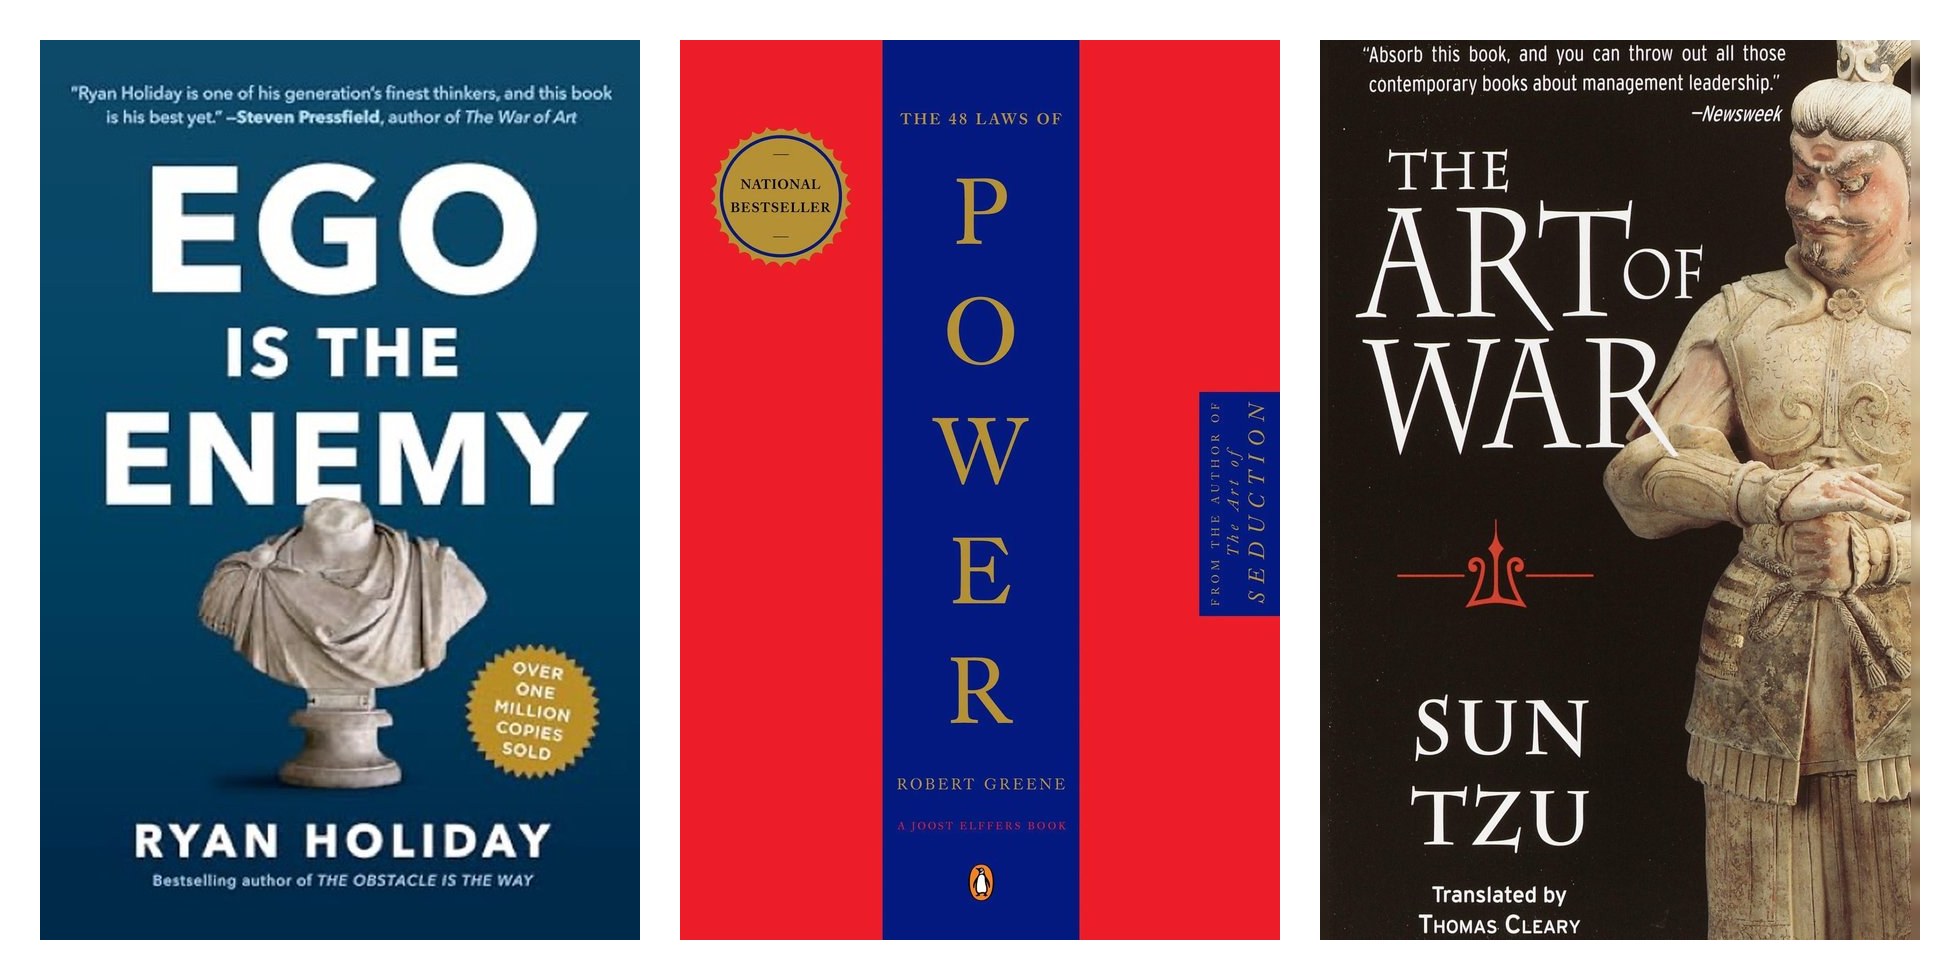 "Ryan Holiday is one of his generation's finest thinkers, and this book
is his best yet." —Steven Pressfield, author of The War of Art
EGO
IS THE
ENEMY
OVER
ONE
MILLION
COPIES
SOLD
RYAN HOLIDAY
Bestselling author of THE OBSTACLE IS THE WAY
THE 48 LAWS OF
POWER
NATIONAL
BESTSELLER
FROM THE AUTHOR OF
The Art of
SEDUCTION
ROBERT GREENE
A JOOST ELFFERS BOOK
"Absorb this book, and you can throw out all those
contemporary books about management leadership."
—Newsweek
THE
ART OF
WAR
SUN
TZU
Translated by
THOMAS CLEARY